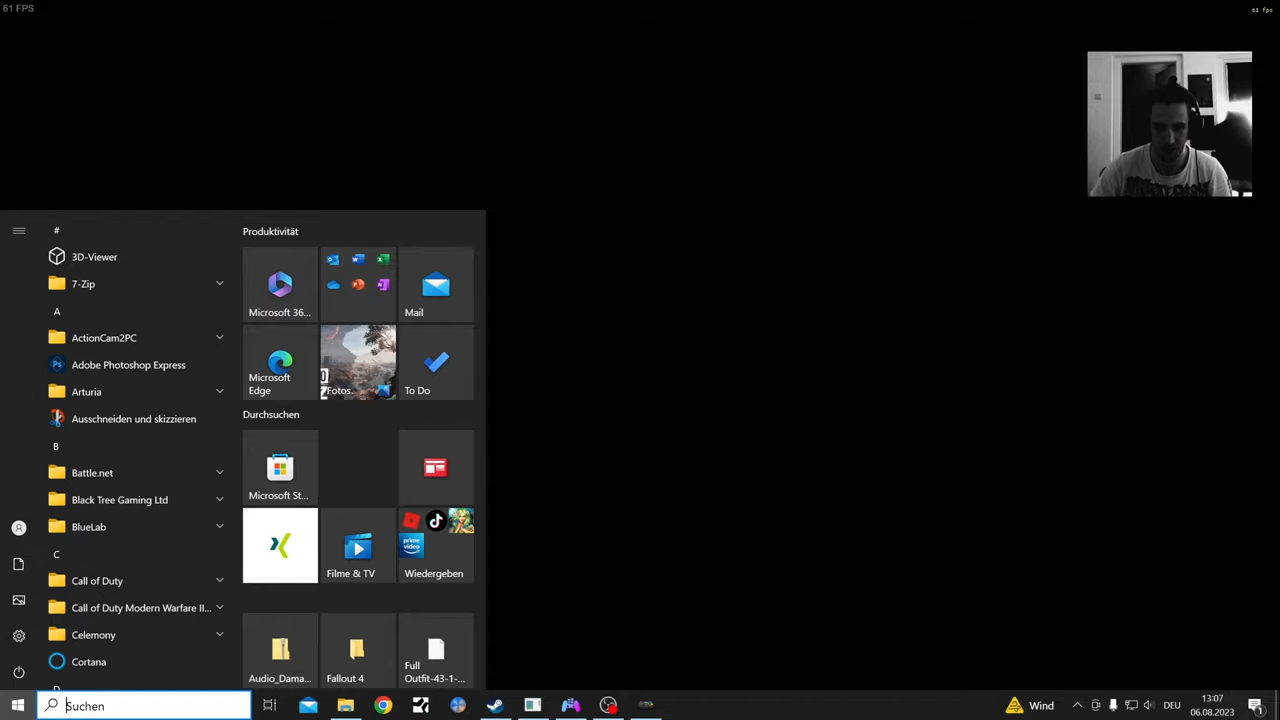 61 FPS
61 fps
#
3D-Viewer
7-Zip
A
ActionCam2PC
Adobe Photoshop Express
Arturia
Ausschneiden und skizzieren
B
Battle.net
Black Tree Gaming Ltd
BlueLab
C
Call of Duty
Call of Duty Modern Warfare II...
Celemony
Cortana
Produktivität
Microsoft 36...
Mail
Microsoft
Edge
Fotos
To Do
Durchsuchen
Microsoft St...
Filme & TV
prime
video
Wiedergeben
Audio_Dama...
Fallout 4
Full
Outfit-43-1-...
Suchen
Wind
DEU
13:07
06.08.2023
1